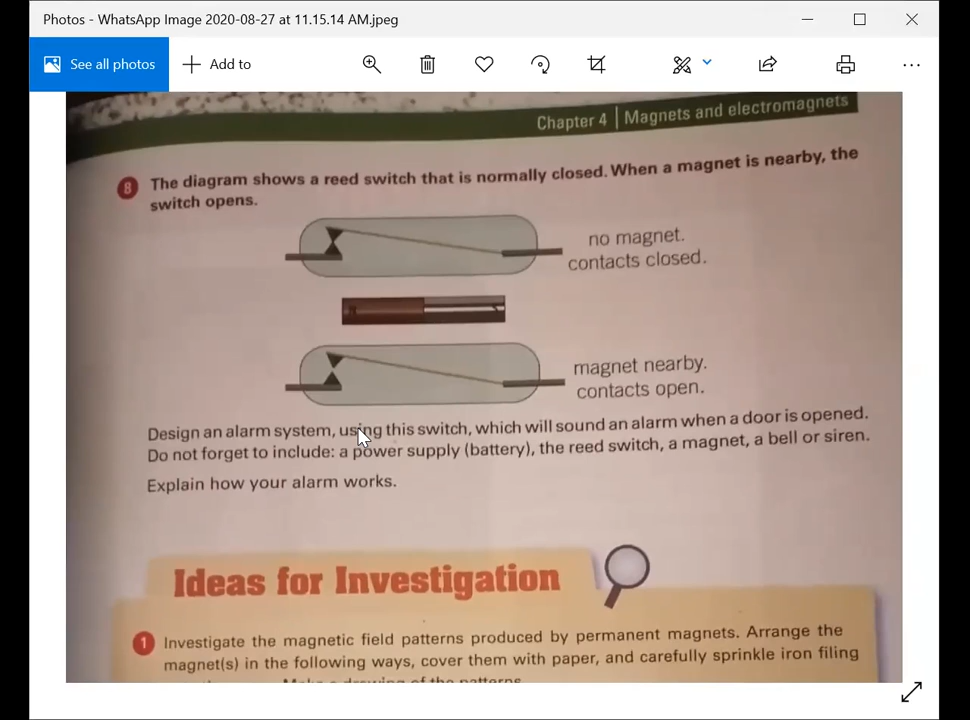 Photos - WhatsApp Image 2020-08-27 at 11.15.14 AM.jpeg
See all photos
Add to
Chapter 4 | Magnets and electromagnets
8 The diagram shows a reed switch that is normally closed. When a magnet is nearby, the
switch opens.
no magnet.
contacts closed.
magnet nearby.
contacts open.
Design an alarm system, using this switch, which will sound an alarm when a door is opened.
Do not forget to include: a power supply (battery), the reed switch, a magnet, a bell or siren.
Explain how your alarm works.
Ideas for Investigation
1 Investigate the magnetic field patterns produced by permanent magnets. Arrange the
magnet(s) in the following ways, cover them with paper, and carefully sprinkle iron filing
of the patterns